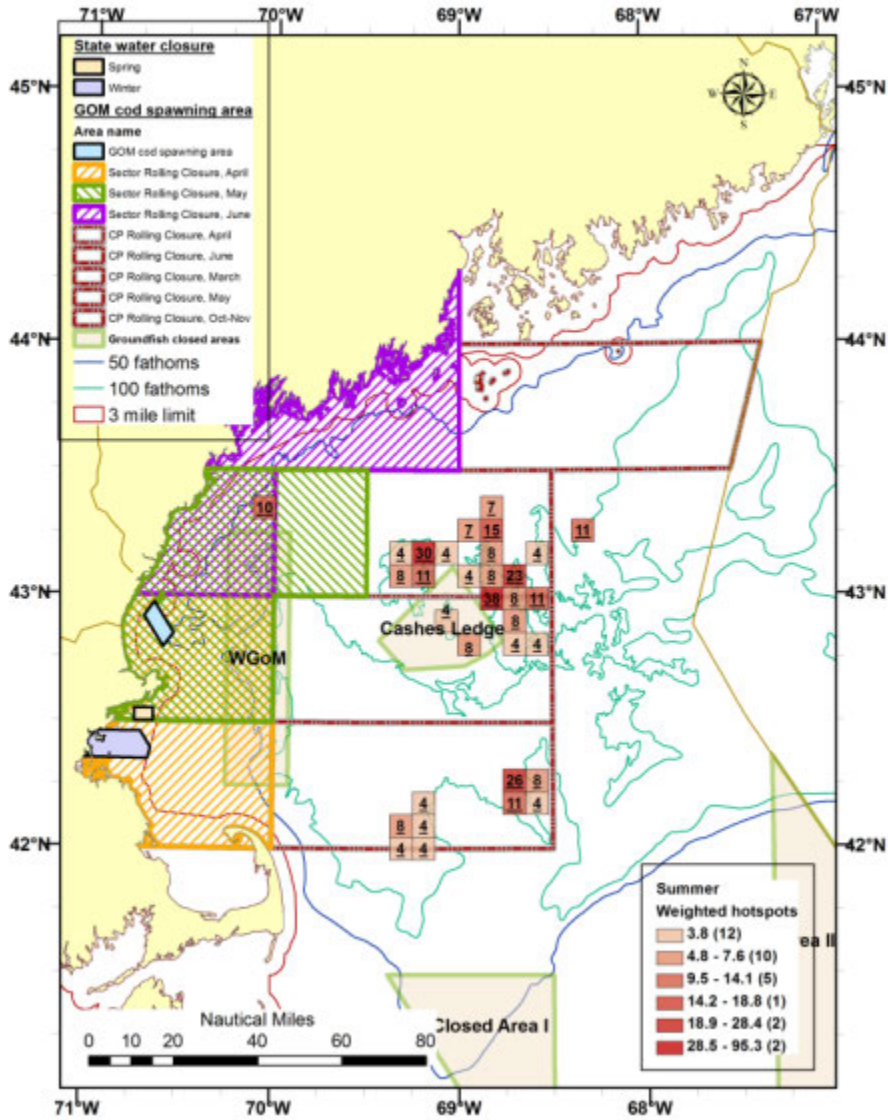 71°W 70°W 69°W 68°W 67°W
State water closure
Spring
Winter
GOM cod spawning area
Area name
GOM cod spawning area
Sector Rolling Closure, April
Sector Rolling Closure, May
Sector Rolling Closure, June
CP Rolling Closure, April
CP Rolling Closure, June
CP Rolling Closure, March
CP Rolling Closure, May
CP Rolling Closure, Oct-Nov
Groundfish closed areas
50 fathoms
100 fathoms
3 mile limit
N
W E
S
45°N 45°N
44°N 44°N
10 7
7 15 11
4 30 4 8 4
8 11 4 8 23
43°N 43°N
38 8 11
4 8
Cashes Ledge
8 4 4
WGoM
26 8
4 11 4
8 4
4 4
42°N 42°N
Summer
Weighted hotspots
3.8 (12)
4.8 - 7.6 (10)
9.5 - 14.1 (5)
14.2 - 18.8 (1)
18.9 - 28.4 (2)
28.5 - 95.3 (2)
ea II
Closed Area I
Nautical Miles
0 10 20 40 60 80
71°W 70°W 69°W 68°W